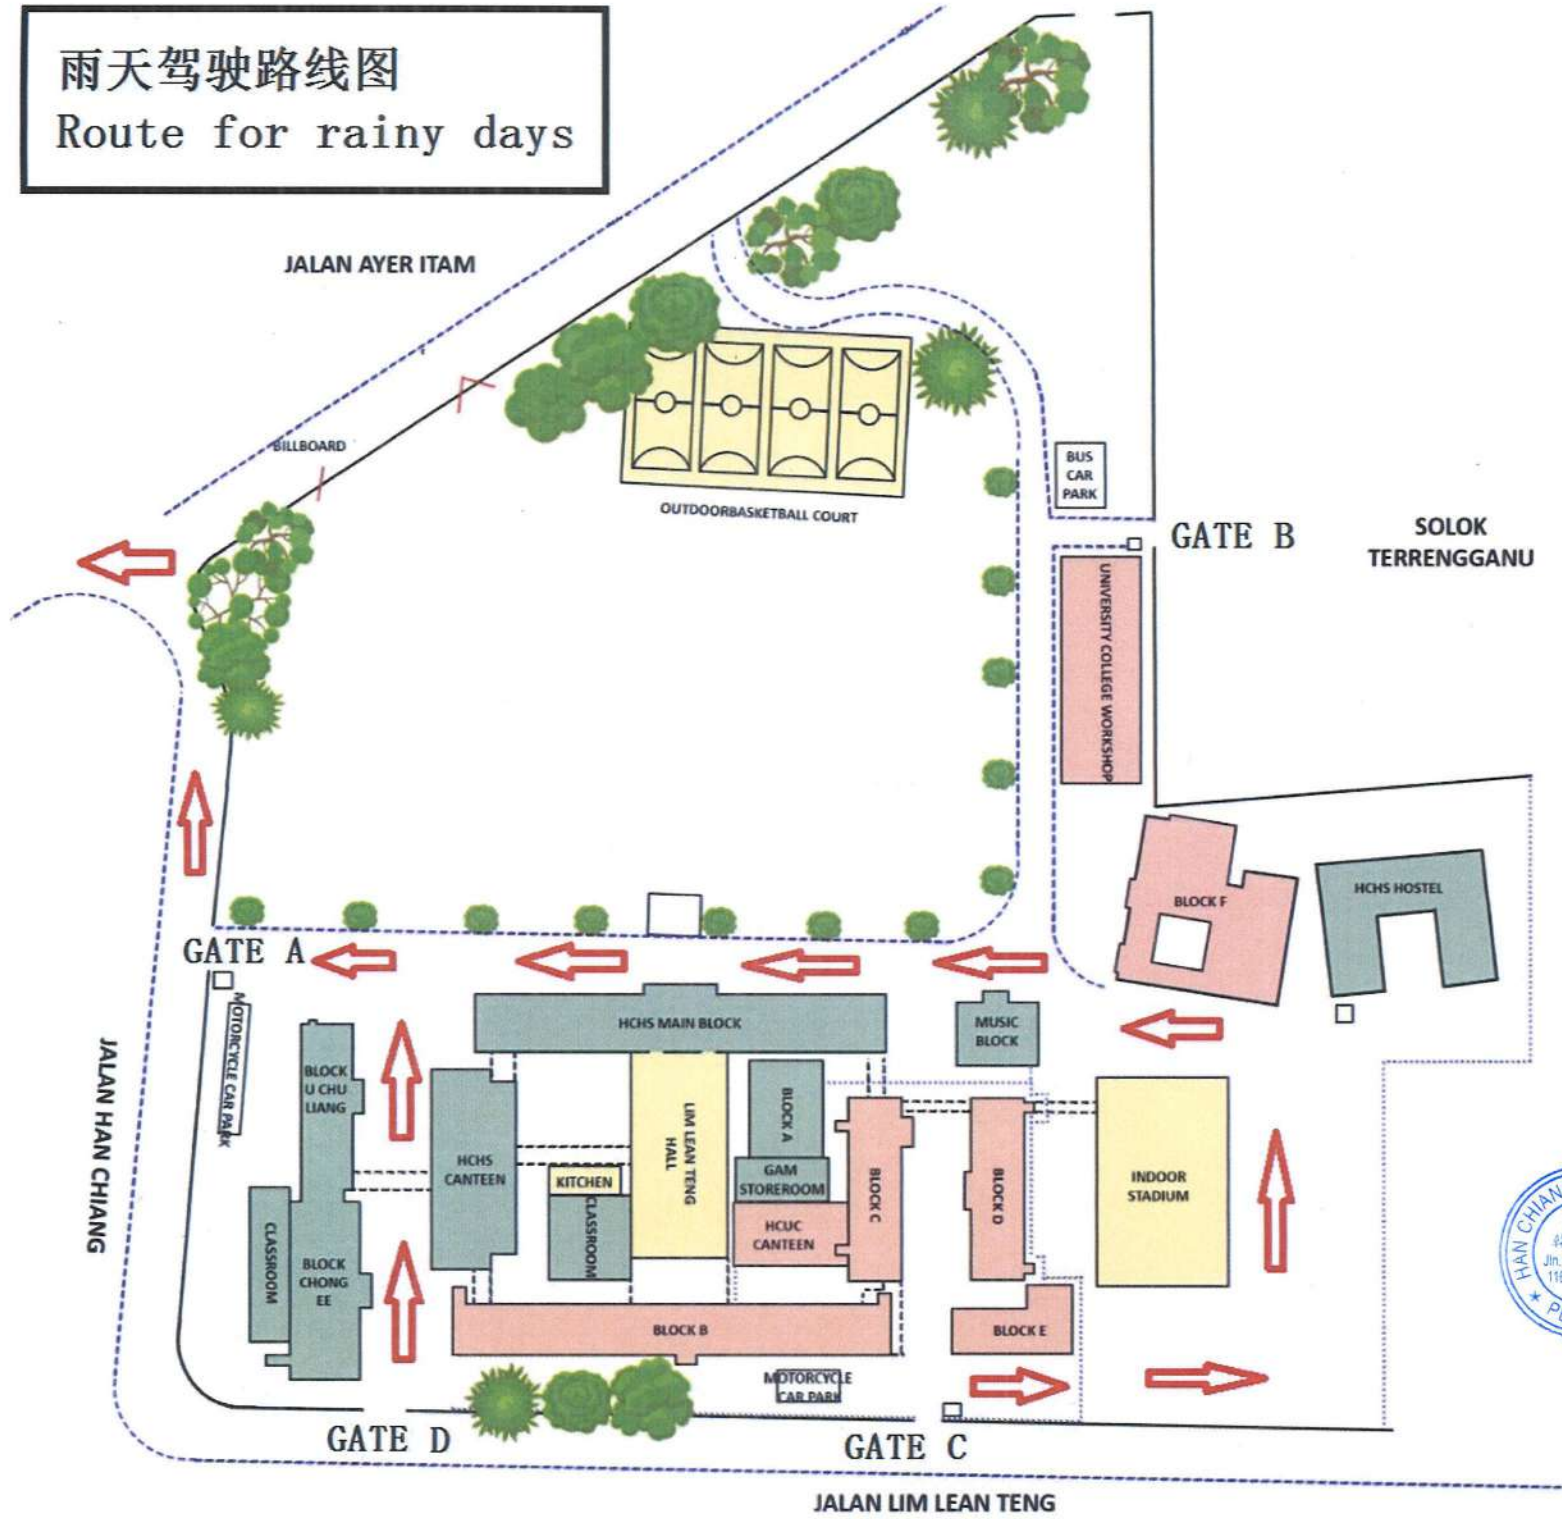 雨天驾驶路线图
Route for rainy days
JALAN AYER ITAM
BILLBOARD
OUTDOORBASKETBALL COURT
BUS
CAR
PARK
GATE B
SOLOK
TERRENGGANU
UNIVERSITY COLLEGE WORKSHOP
BLOCK F
HCHS HOSTEL
GATE A
MOTORCYCLE CAR PARK
JALAN HAN CHIANG
BLOCK
U CHU
LIANG
HCHS MAIN BLOCK
MUSIC
BLOCK
HCHS
CANTEEN
KITCHEN
CLASSROOM
LIM LEAN TENG
HALL
BLOCK A
GAM
STOREROOM
HCUC
CANTEEN
BLOCK C
BLOCK D
INDOOR
STADIUM
CLASSROOM
BLOCK
CHONG
EE
BLOCK B
BLOCK E
MOTORCYCLE
CAR PARK
GATE D
GATE C
JALAN LIM LEAN TENG
HAN CHIAN
Jln.